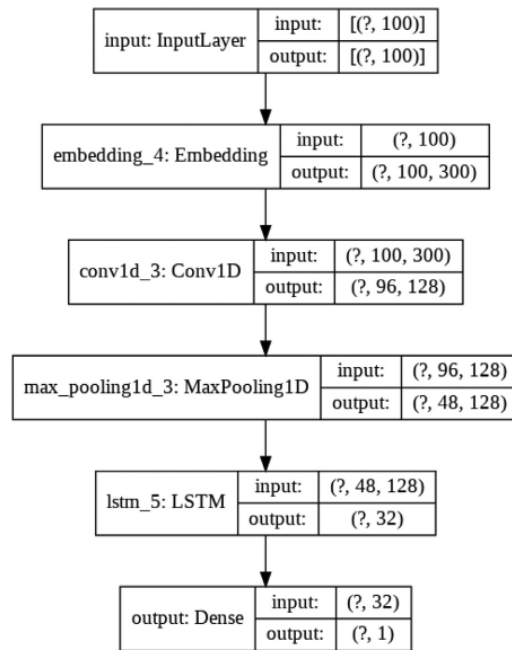 input: InputLayer
input:
[(?, 100)]
output:
[(?, 100)]
embedding_4: Embedding
input:
(?, 100)
output:
(?, 100, 300)
conv1d_3: Conv1D
input:
(?, 100, 300)
output:
(?, 96, 128)
max_pooling1d_3: MaxPooling1D
input:
(?, 96, 128)
output:
(?, 48, 128)
lstm_5: LSTM
input:
(?, 48, 128)
output:
(?, 32)
output: Dense
input:
(?, 32)
output:
(?, 1)